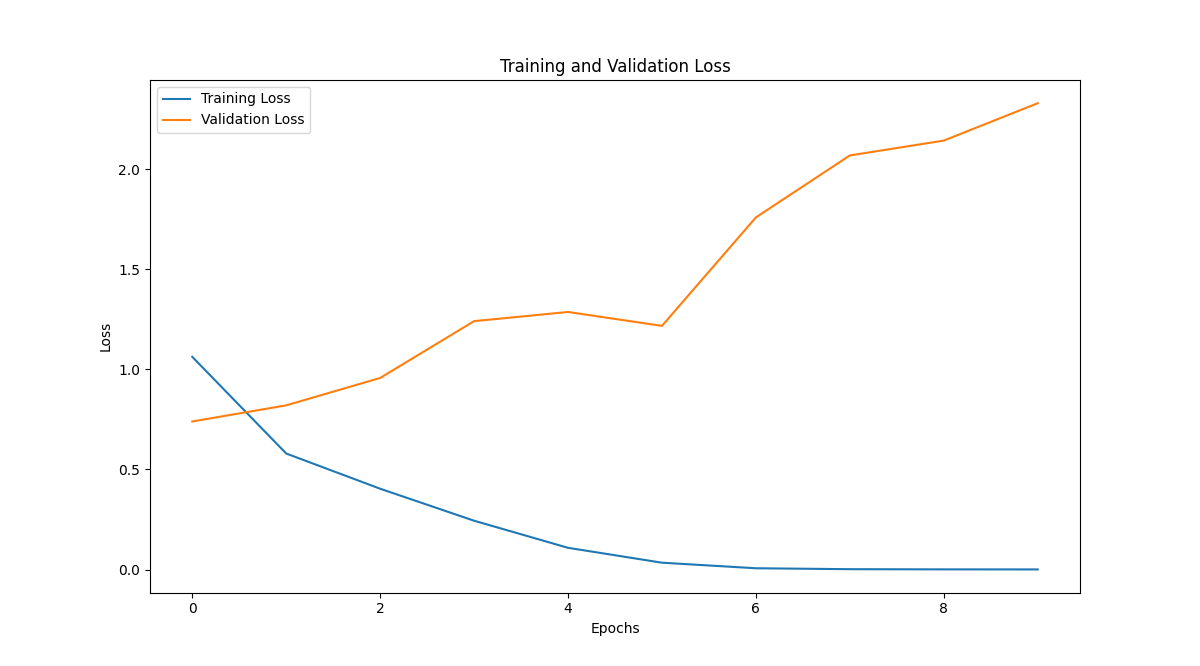 Training and Validation Loss
Training Loss
Validation Loss
2.0
1.5
1.0
0.5
0.0
Loss
0 2 4 6 8
Epochs